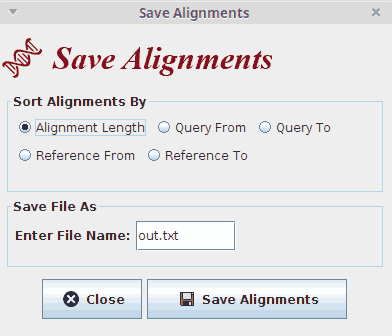 Save Alignments
Save Alignments
Sort Alignments By
Alignment Length Query From Query To
Reference From Reference To
Save File As
Enter File Name: out.txt
Close Save Alignments